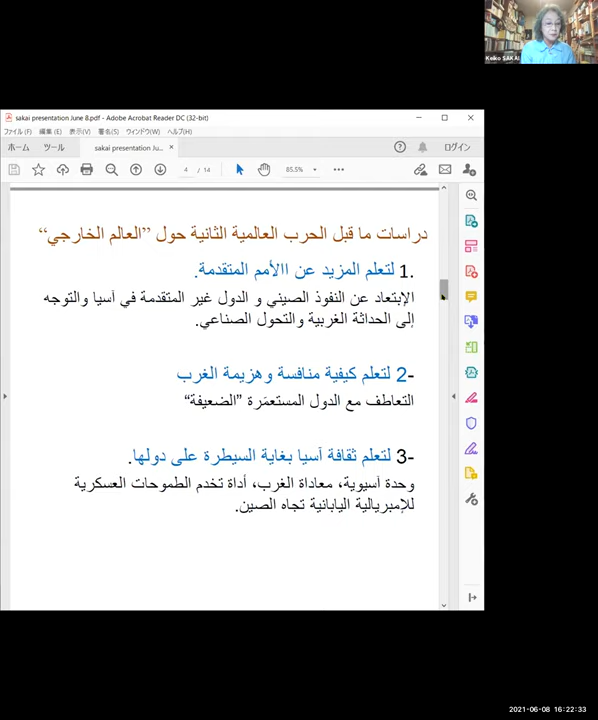 Keiko SAKAI
sakai presentation June 8.pdf - Adobe Acrobat Reader DC (32-bit)
ファイル(F) 編集(E) 表示(V) 署名(S) ウィンドウ(W) ヘルプ(H)
ホーム ツール sakai presentation Ju... × ログイン
4 / 14 85.5%
دراسات ما قبل الحرب العالمية الثانية حول ”العالم الخارجي“
1. لتعلم المزيد عن االأمم المتقدمة.
الإبتعاد عن النفوذ الصيني و الدول غير المتقدمة في آسيا والتوجه
إلى الحداثة الغربية والتحول الصناعي.
2- لتعلم كيفية منافسة وهزيمة الغرب
التعاطف مع الدول المستعمَرة ”الضعيفة“
3- لتعلم ثقافة آسيا بغاية السيطرة على دولها.
وحدة آسيوية، معاداة الغرب، أداة تخدم الطموحات العسكرية
للإمبريالية اليابانية تجاه الصين.
2021-06-08 16:22:33